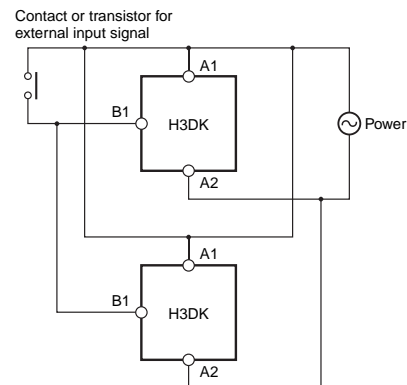 Contact or transistor for
external input signal
A1
B1
H3DK
Power
A2
A1
B1
H3DK
A2